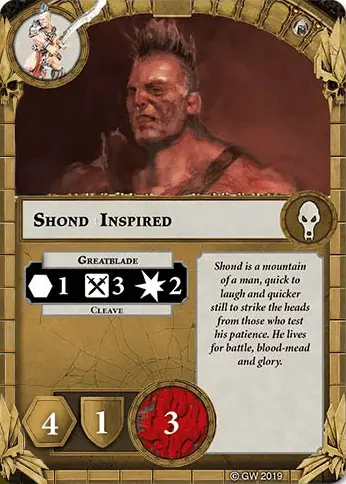 Shond Inspired
Greatblade
1 3 2
Cleave
Shond is a mountain
of a man, quick to
laugh and quicker
still to strike the heads
from those who test
his patience. He lives
for battle, blood-mead
and glory.
4 1 3
© GW 2019